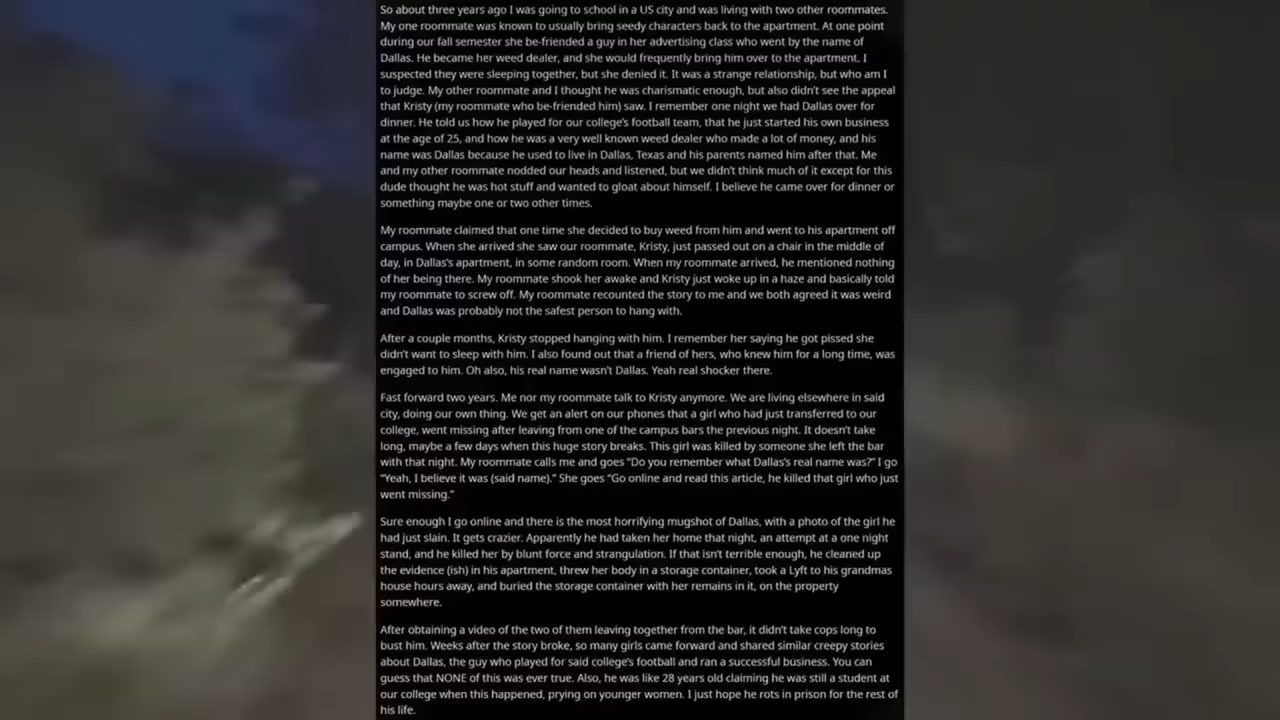 So about three years ago I was going to school in a US city and was living with two other roommates.
My one roommate was known to usually bring seedy characters back to the apartment. At one point
during our fall semester she be-friended a guy in her advertising class who went by the name of
Dallas. He became her weed dealer, and she would frequently bring him over to the apartment. I
suspected they were sleeping together, but she denied it. It was a strange relationship, but who am I
to judge. My other roommate and I thought he was charismatic enough, but also didn't see the appeal
that Kristy (my roommate who be-friended him) saw. I remember one night we had Dallas over for
dinner. He told us how he played for our college's football team, that he just started his own business
at the age of 25, and how he was a very well known weed dealer who made a lot of money, and his
name was Dallas because he used to live in Dallas, Texas and his parents named him after that. Me
and my other roommate nodded our heads and listened, but we didn't think much of it except for this
dude thought he was hot stuff and wanted to gloat about himself. I believe he came over for dinner or
something maybe one or two other times.
My roommate claimed that one time she decided to buy weed from him and went to his apartment off
campus. When she arrived she saw our roommate, Kristy, just passed out on a chair in the middle of
day, in Dallas's apartment, in some random room. When my roommate arrived, he mentioned nothing
of her being there. My roommate shook her awake and Kristy just woke up in a haze and basically told
my roommate to screw off. My roommate recounted the story to me and we both agreed it was weird
and Dallas was probably not the safest person to hang with.
After a couple months, Kristy stopped hanging with him. I remember her saying he got pissed she
didn't want to sleep with him. I also found out that a friend of hers, who knew him for a long time, was
engaged to him. Oh also, his real name wasn't Dallas. Yeah real shocker there.
Fast forward two years. Me nor my roommate talk to Kristy anymore. We are living elsewhere in said
city, doing our own thing. We get an alert on our phones that a girl who had just transferred to our
college, went missing after leaving from one of the campus bars the previous night. It doesn't take
long, maybe a few days when this huge story breaks. This girl was killed by someone she left the bar
with that night. My roommate calls me and goes "Do you remember what Dallas's real name was?" I go
"Yeah, I believe it was (said name)." She goes "Go online and read this article, he killed that girl who just
went missing."
Sure enough I go online and there is the most horrifying mugshot of Dallas, with a photo of the girl he
had just slain. It gets crazier. Apparently he had taken her home that night, an attempt at a one night
stand, and he killed her by blunt force and strangulation. If that isn't terrible enough, he cleaned up
the evidence (ish) in his apartment, threw her body in a storage container, took a Lyft to his grandmas
house hours away, and buried the storage container with her remains in it, on the property
somewhere.
After obtaining a video of the two of them leaving together from the bar, it didn't take cops long to
bust him. Weeks after the story broke, so many girls came forward and shared similar creepy stories
about Dallas, the guy who played for said college's football and ran a successful business. You can
guess that NONE of this was ever true. Also, he was like 28 years old claiming he was still a student at
our college when this happened, prying on younger women. I just hope he rots in prison for the rest of
his life.